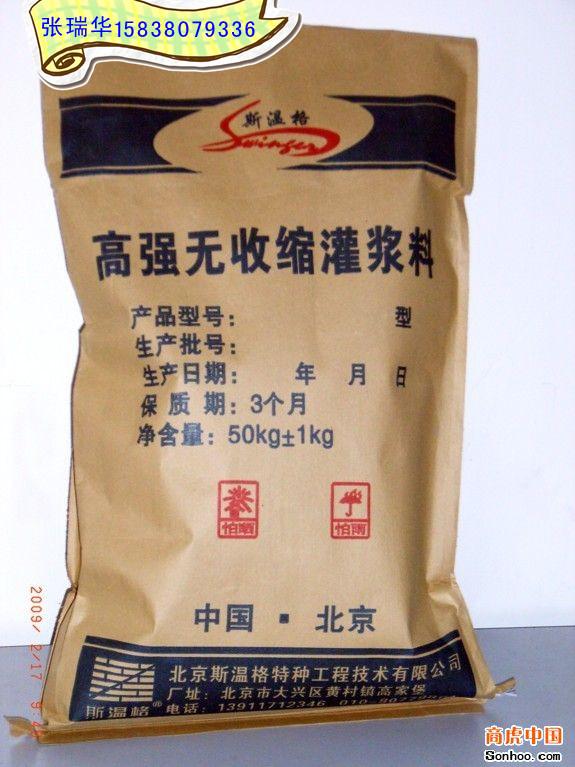 张瑞华15838079336
斯温格
Swinger
高强无收缩灌浆料
产品型号: 型
生产批号:
生产日期: 年 月 日
保质期:3个月
净含量:50kg±1kg
怕晒 怕雨
中国·北京
北京斯温格特种工程技术有限公司
厂址:北京市大兴区黄村镇高家堡
斯温格® 电话:13911712346
2009/2/17
商虎中国
www.Sonhoo.com